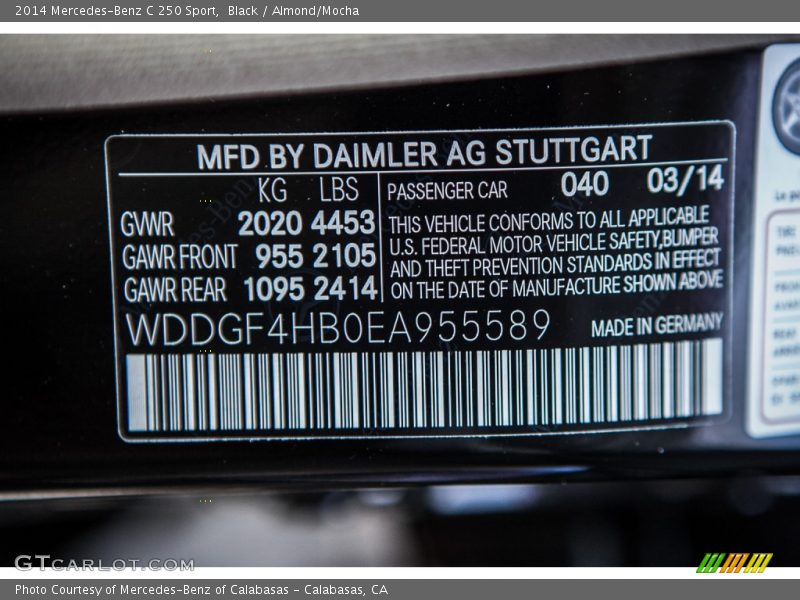 2014 Mercedes-Benz C 250 Sport, Black / Almond/Mocha
MFD BY DAIMLER AG STUTTGART
KG LBS
GWR 2020 4453
GAWR FRONT 955 2105
GAWR REAR 1095 2414
PASSENGER CAR 040 03/14
THIS VEHICLE CONFORMS TO ALL APPLICABLE
U.S. FEDERAL MOTOR VEHICLE SAFETY,BUMPER
AND THEFT PREVENTION STANDARDS IN EFFECT
ON THE DATE OF MANUFACTURE SHOWN ABOVE
WDDGF4HB0EA955589 MADE IN GERMANY
GTCARLOT.COM
Photo Courtesy of Mercedes-Benz of Calabasas - Calabasas, CA